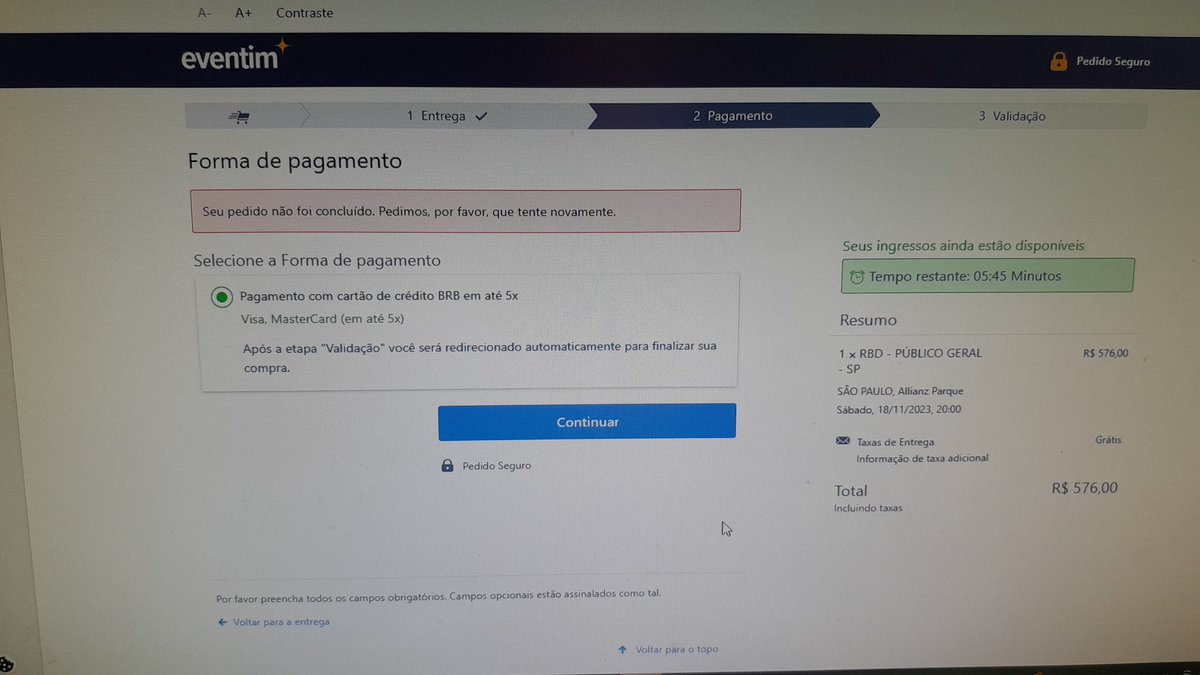 A- A+ Contraste
eventim
Pedido Seguro
1 Entrega
2 Pagamento
3 Validação
Forma de pagamento
Seu pedido não foi concluído. Pedimos, por favor, que tente novamente.
Selecione a Forma de pagamento
Pagamento com cartão de crédito BRB em até 5x
Visa, MasterCard (em até 5x)
Após a etapa "Validação" você será redirecionado automaticamente para finalizar sua
compra.
Continuar
Pedido Seguro
Seus ingressos ainda estão disponíveis
Tempo restante: 05:45 Minutos
Resumo
1 x RBD - PÚBLICO GERAL R$ 576,00
- SP
SÃO PAULO, Allianz Parque
Sábado, 18/11/2023, 20:00
Taxas de Entrega Grátis
Informação de taxa adicional
Total R$ 576,00
Incluindo taxas
Por favor preencha todos os campos obrigatórios. Campos opcionais estão assinalados como tal.
Voltar para a entrega
Voltar para o topo